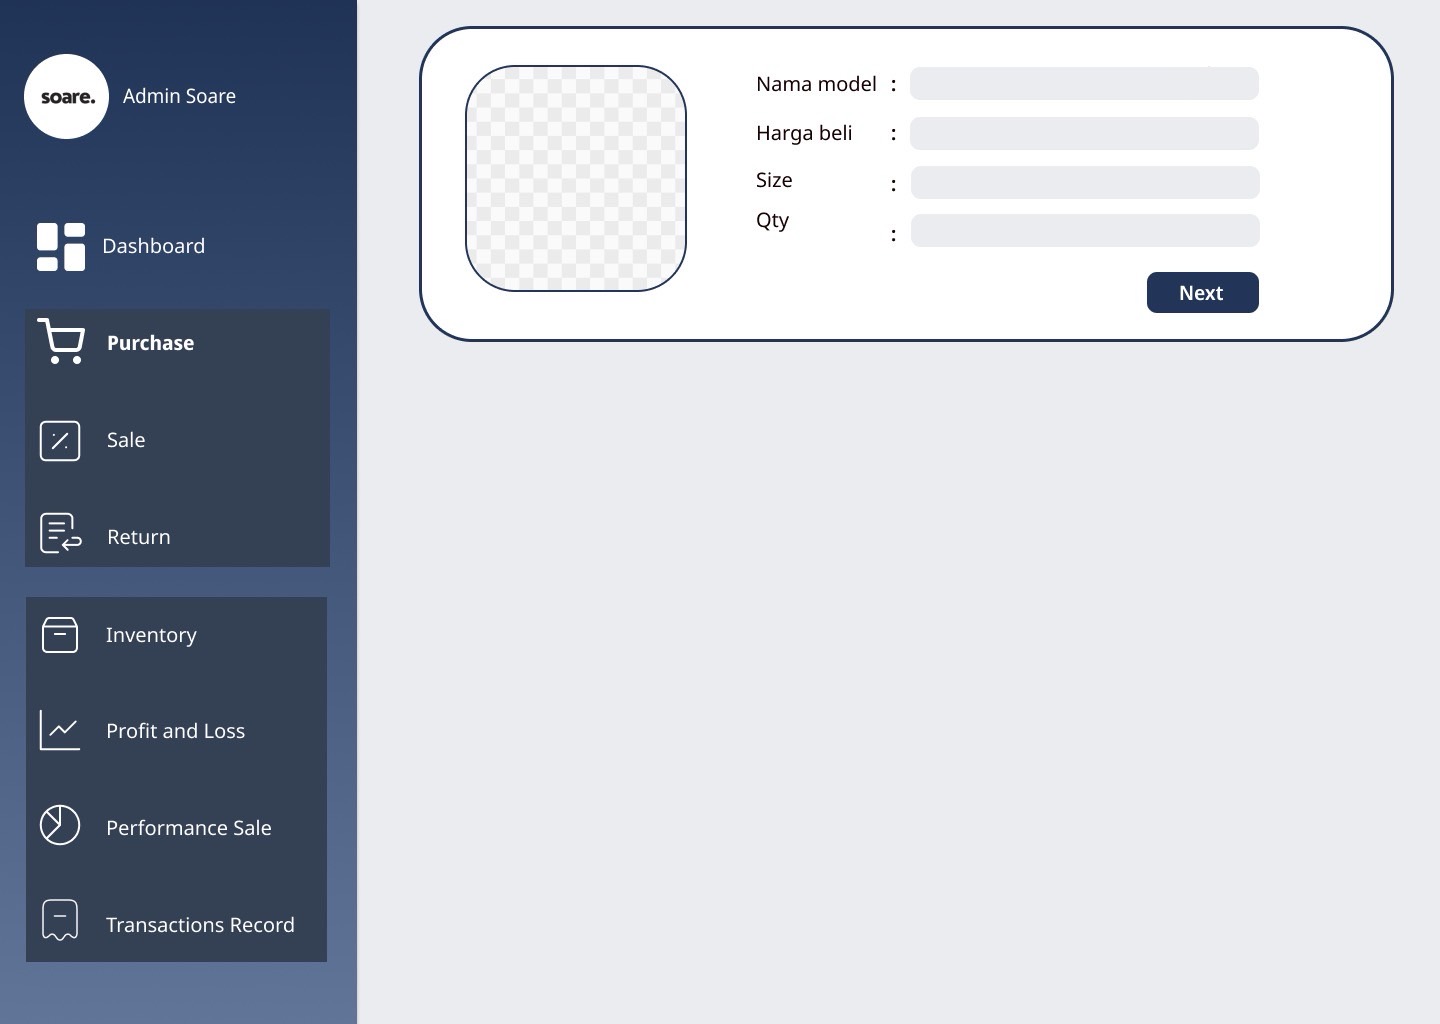 soare.
Admin Soare
Dashboard
Purchase
Sale
Return
Inventory
Profit and Loss
Performance Sale
Transactions Record
Nama model :
Harga beli :
Size :
Qty :
Next